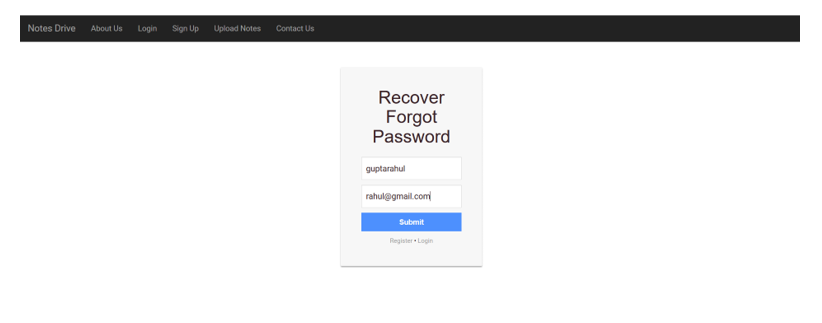 Notes Drive About Us Login Sign Up Upload Notes Contact Us
Recover
Forgot
Password
guptarahul
rahul@gmail.com
Submit
Register • Login